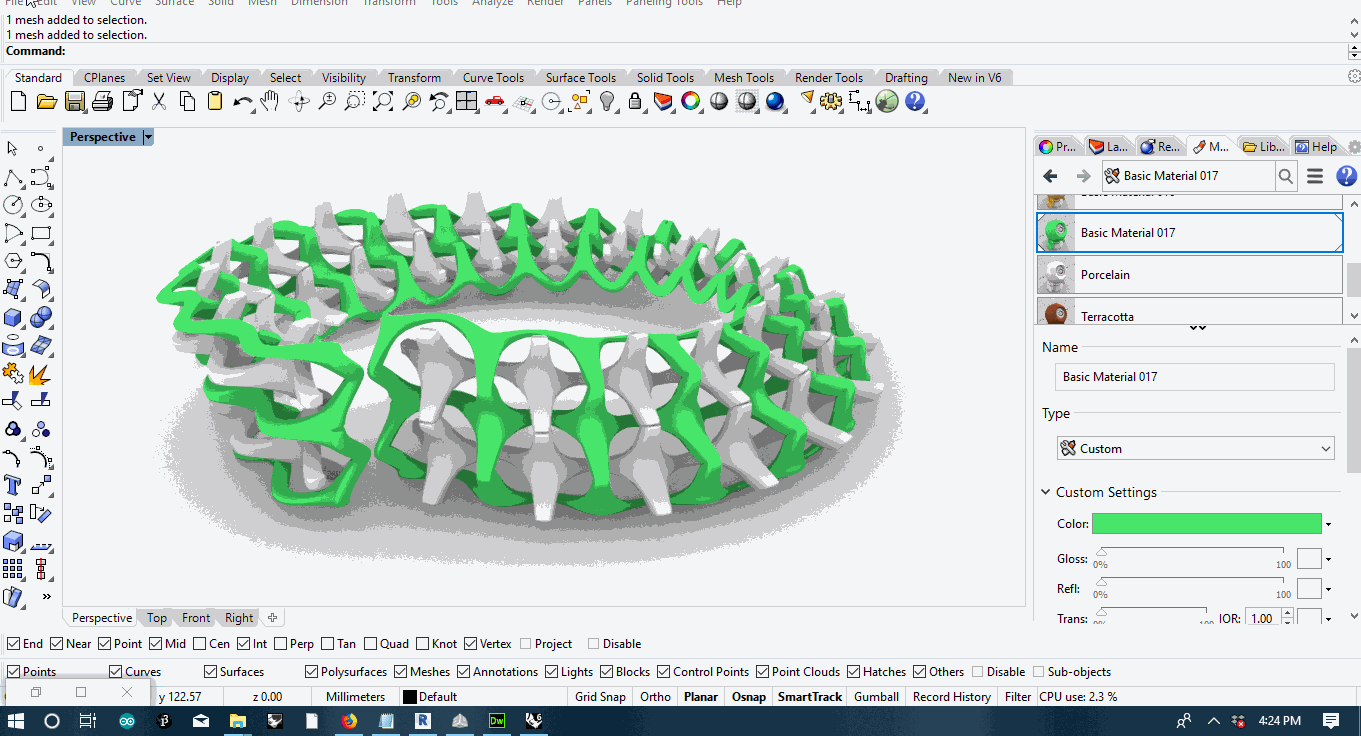 File Edit View Curve Surface Solid Mesh Dimension Transform Tools Analyze Render Panels Paneling Tools Help
1 mesh added to selection.
1 mesh added to selection.
Command:
Standard CPlanes Set View Display Select Visibility Transform Curve Tools Surface Tools Solid Tools Mesh Tools Render Tools Drafting New in V6
Perspective
Pr... La... Re... M... Lib... Help
Basic Material 017
Basic Material 017
Porcelain
Terracotta
Name
Basic Material 017
Type
Custom
Custom Settings
Color:
Gloss:
0% 100
Refl:
0% 100
Trans: IOR: 1.00
0% 100
Perspective Top Front Right
End Near Point Mid Cen Int Perp Tan Quad Knot Vertex Project Disable
Points Curves Surfaces Polysurfaces Meshes Annotations Lights Blocks Control Points Point Clouds Hatches Others Disable Sub-objects
y 122.57 z 0.00 Millimeters Default Grid Snap Ortho Planar Osnap SmartTrack Gumball Record History Filter CPU use: 2.3 %
4:24 PM